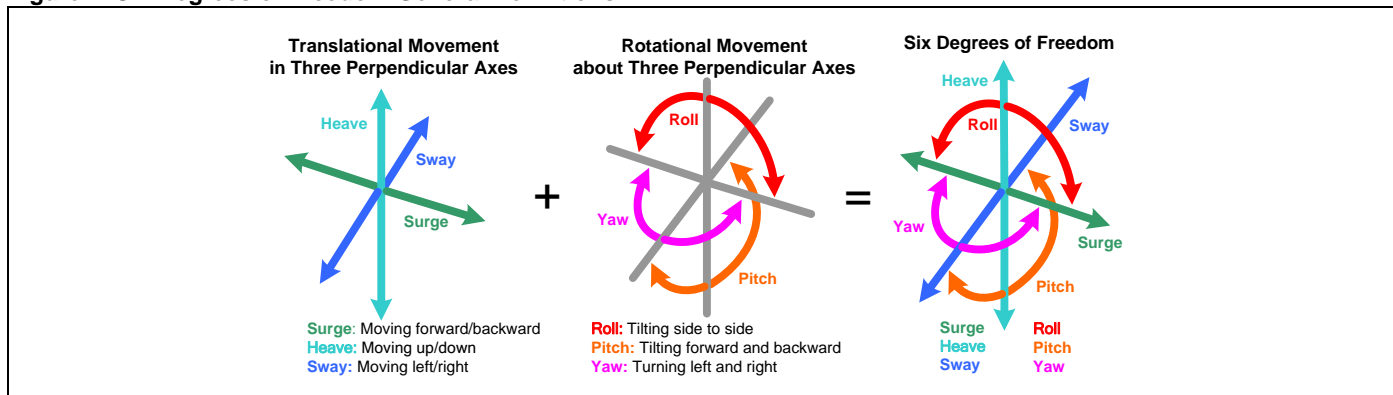 Translational Movement
in Three Perpendicular Axes
Heave
Sway
Surge
Surge: Moving forward/backward
Heave: Moving up/down
Sway: Moving left/right
+
Rotational Movement
about Three Perpendicular Axes
Roll
Yaw
Pitch
Roll: Tilting side to side
Pitch: Tilting forward and backward
Yaw: Turning left and right
=
Six Degrees of Freedom
Heave
Roll
Sway
Yaw
Surge
Pitch
Surge Roll
Heave Pitch
Sway Yaw